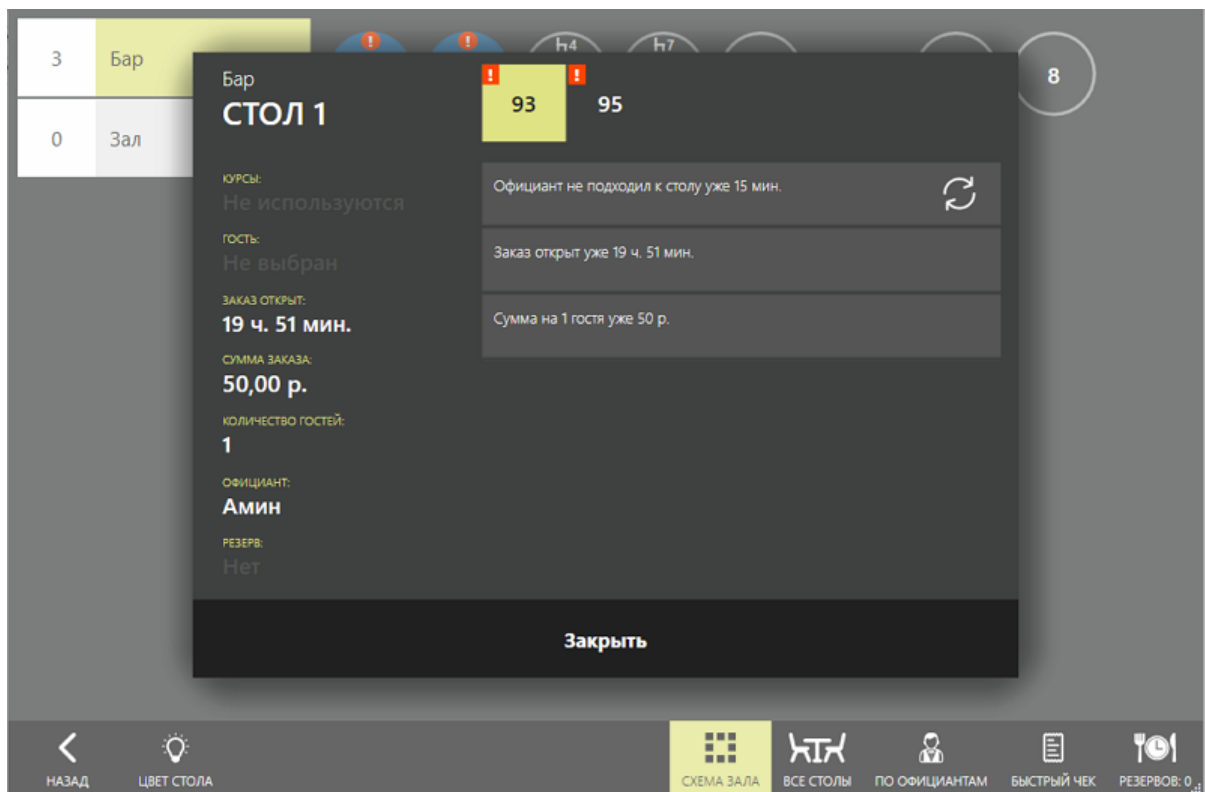 3 Бар
0 Зал
! ! 4 7 8
Бар
СТОЛ 1
! 93 ! 95
КУРСЫ:
Не используются
ГОСТЬ:
Не выбран
ЗАКАЗ ОТКРЫТ:
19 ч. 51 мин.
СУММА ЗАКАЗА:
50,00 р.
КОЛИЧЕСТВО ГОСТЕЙ:
1
ОФИЦИАНТ:
Амин
РЕЗЕРВ:
Нет
Официант не подходил к столу уже 15 мин.
Заказ открыт уже 19 ч. 51 мин.
Сумма на 1 гостя уже 50 р.
Закрыть
НАЗАД ЦВЕТ СТОЛА СХЕМА ЗАЛА ВСЕ СТОЛЫ ПО ОФИЦИАНТАМ БЫСТРЫЙ ЧЕК РЕЗЕРВОВ: 0